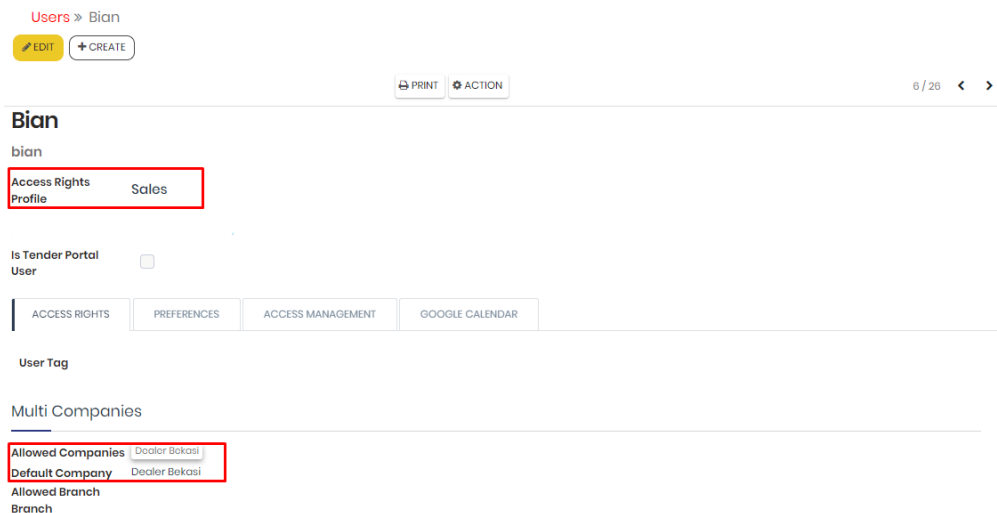 Users » Bian
EDIT
+ CREATE
PRINT
ACTION
6 / 26
Bian
bian
Access Rights
Profile
Sales
Is Tender Portal
User
ACCESS RIGHTS
PREFERENCES
ACCESS MANAGEMENT
GOOGLE CALENDAR
User Tag
Multi Companies
Allowed Companies
Dealer Bekasi
Default Company
Dealer Bekasi
Allowed Branch
Branch